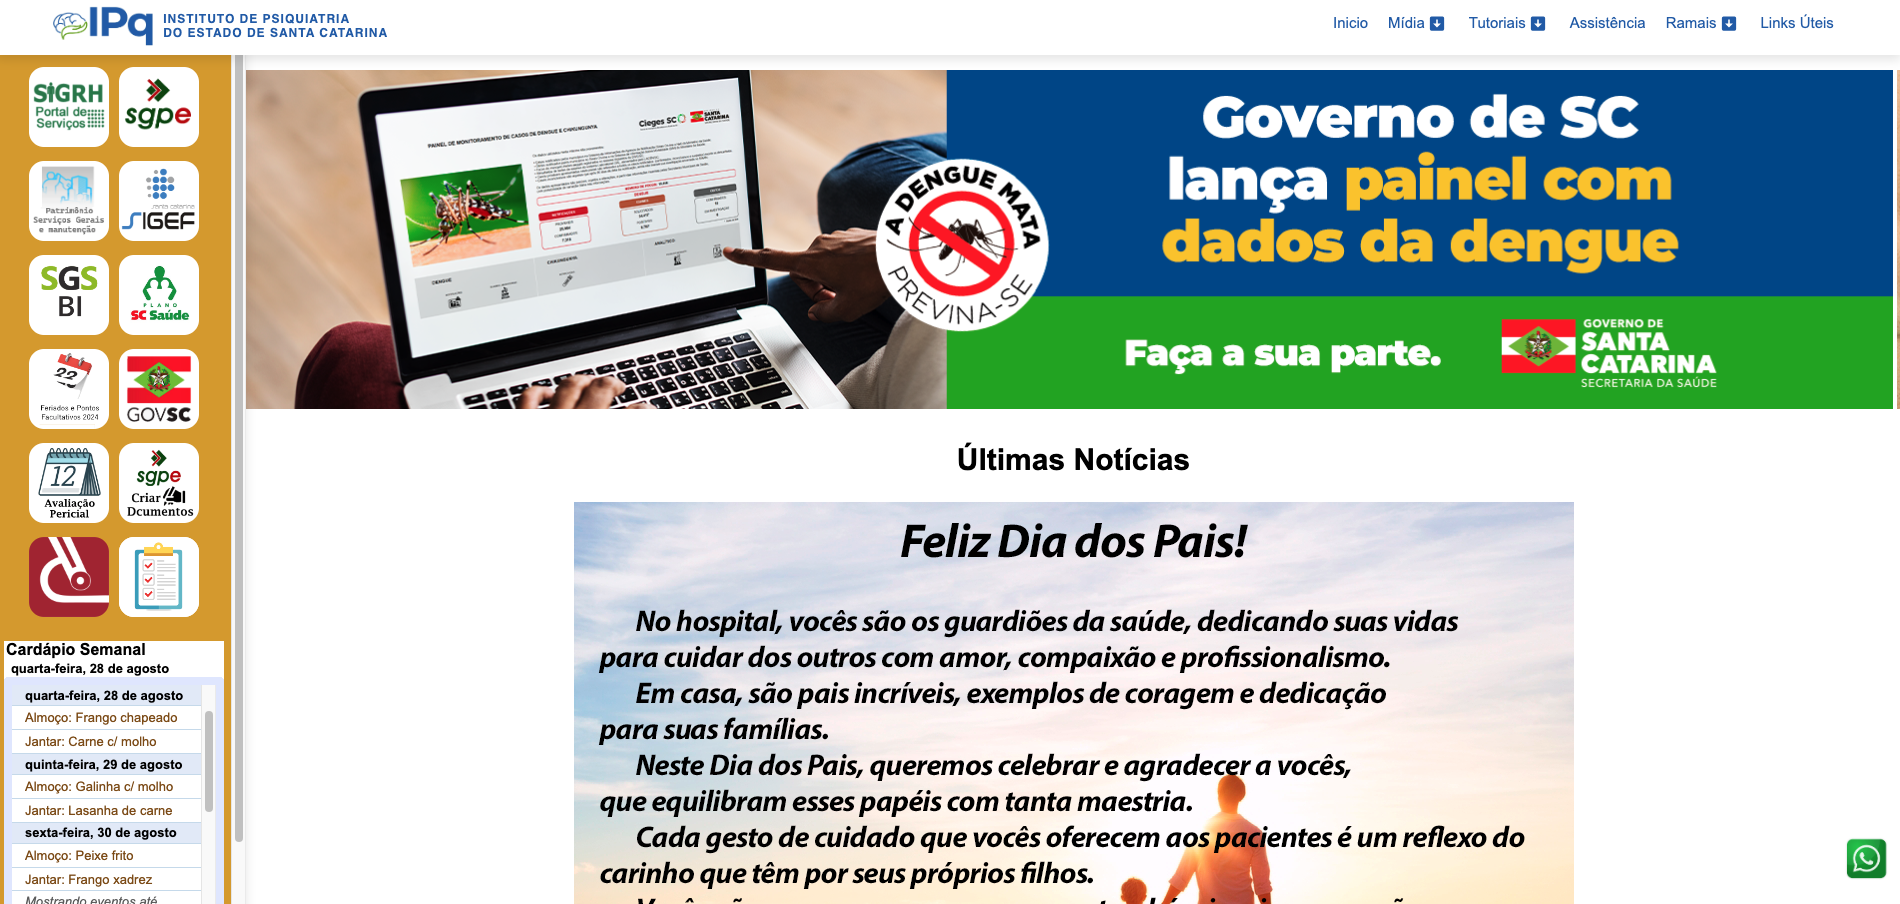 IPq
INSTITUTO DE PSIQUIATRIA
DO ESTADO DE SANTA CATARINA
Inicio
Mídia
Tutoriais
Assistência
Ramais
Links Úteis
SIGRH
Portal de
Serviços
sgpe
Patrimônio
Serviços Gerais
e manutenção
santa catarina
SIGEF
SGS
BI
PLANO
SC Saúde
22
Feriados e Pontos
Facultativos 2024
GOVSC
12
Avaliação
Pericial
sgpe
Criar
Dcumentos
Cardápio Semanal
quarta-feira, 28 de agosto
quarta-feira, 28 de agosto
Almoço: Frango chapeado
Jantar: Carne c/ molho
quinta-feira, 29 de agosto
Almoço: Galinha c/ molho
Jantar: Lasanha de carne
sexta-feira, 30 de agosto
Almoço: Peixe frito
Jantar: Frango xadrez
Mostrando eventos até
Cieges SC
SANTA
CATARINA
PAINEL DE MONITORAMENTO DE CASOS DE DENGUE E CHIKUNGUNYA
DENGUE
CHIKUNGUNYA
A DENGUE MATA
PREVINA-SE
Governo de SC
lança painel com
dados da dengue
Faça a sua parte.
GOVERNO DE
SANTA
CATARINA
SECRETARIA DA SAÚDE
Últimas Notícias
Feliz Dia dos Pais!
No hospital, vocês são os guardiões da saúde, dedicando suas vidas
para cuidar dos outros com amor, compaixão e profissionalismo.
Em casa, são pais incríveis, exemplos de coragem e dedicação
para suas famílias.
Neste Dia dos Pais, queremos celebrar e agradecer a vocês,
que equilibram esses papéis com tanta maestria.
Cada gesto de cuidado que vocês oferecem aos pacientes é um reflexo do
carinho que têm por seus próprios filhos.